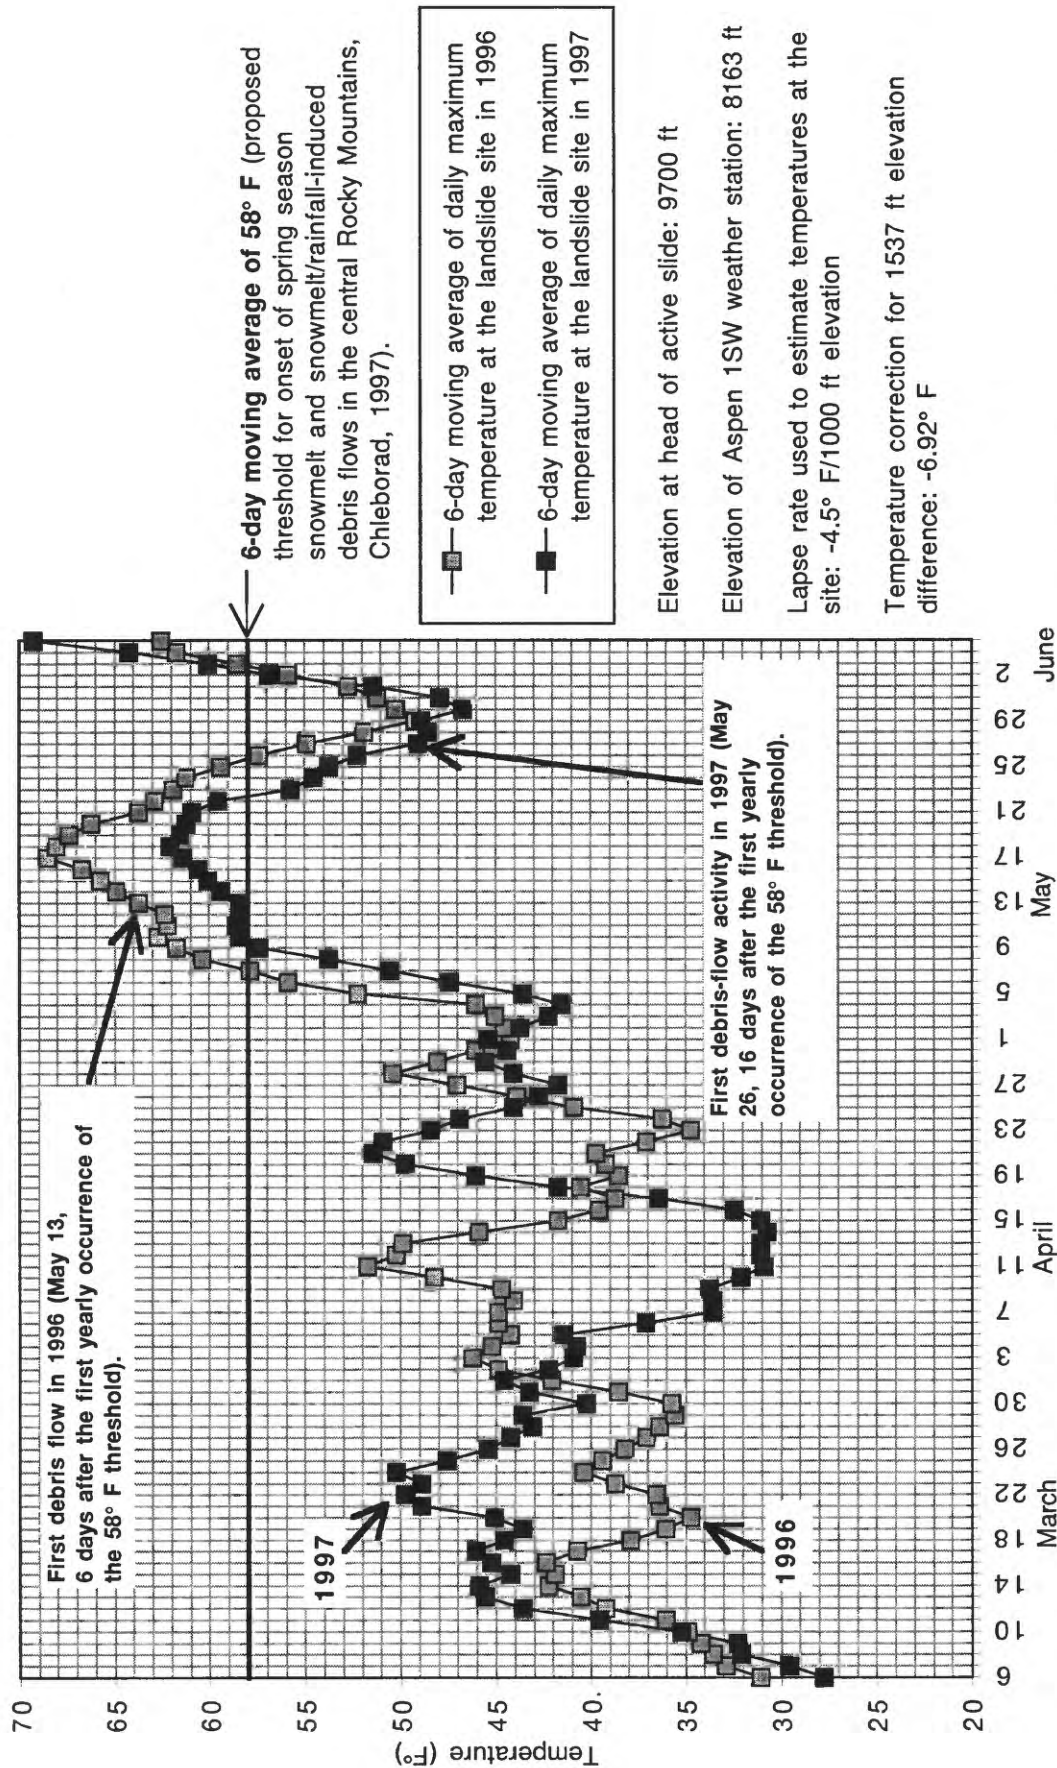 First debris flow in 1996 (May 13,
6 days after the first yearly occurrence of
the 58° F threshold).
6-day moving average of 58° F (proposed
threshold for onset of spring season
snowmelt and snowmelt/rainfall-induced
debris flows in the central Rocky Mountains,
Chleborad, 1997).
6-day moving average of daily maximum
temperature at the landslide site in 1996
6-day moving average of daily maximum
temperature at the landslide site in 1997
Elevation at head of active slide: 9700 ft
Elevation of Aspen 1SW weather station: 8163 ft
Lapse rate used to estimate temperatures at the
site: -4.5° F/1000 ft elevation
Temperature correction for 1537 ft elevation
difference: -6.92° F
1997
1996
First debris-flow activity in 1997 (May
26, 16 days after the first yearly
occurrence of the 58° F threshold).
Temperature (F°)
70
65
60
55
50
45
40
35
30
25
20
6 10 14 18 22 26 30 3 7 11 15 19 23 27 1 5 9 13 17 21 25 29 2
March April May June